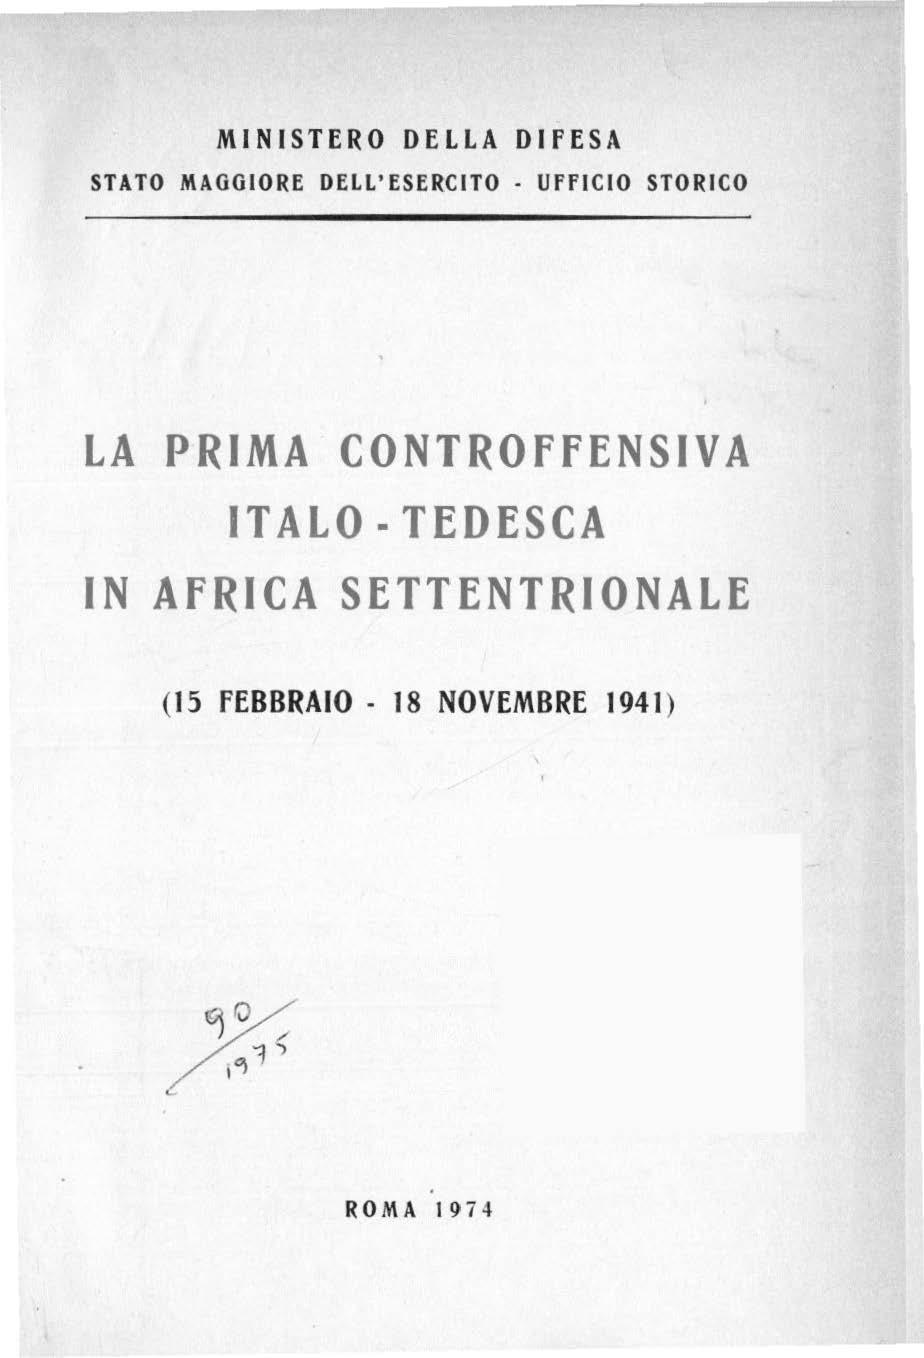 MINISTERO DELLA DIFESA
STATO MAGGIORE DELL'ESERCITO - UFFICIO STORICO
LA PRIMA CONTROFFENSIVA
ITALO - TEDESCA
IN AFRICA SETTENTRIONALE
(15 FEBBRAIO - 18 NOVEMBRE 1941)
90/
1975
ROMA 1974